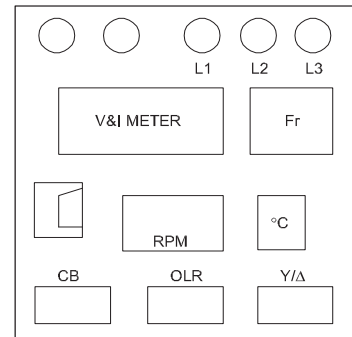 L1 L2 L3
V&I METER Fr
°C
RPM
CB OLR Y/Δ